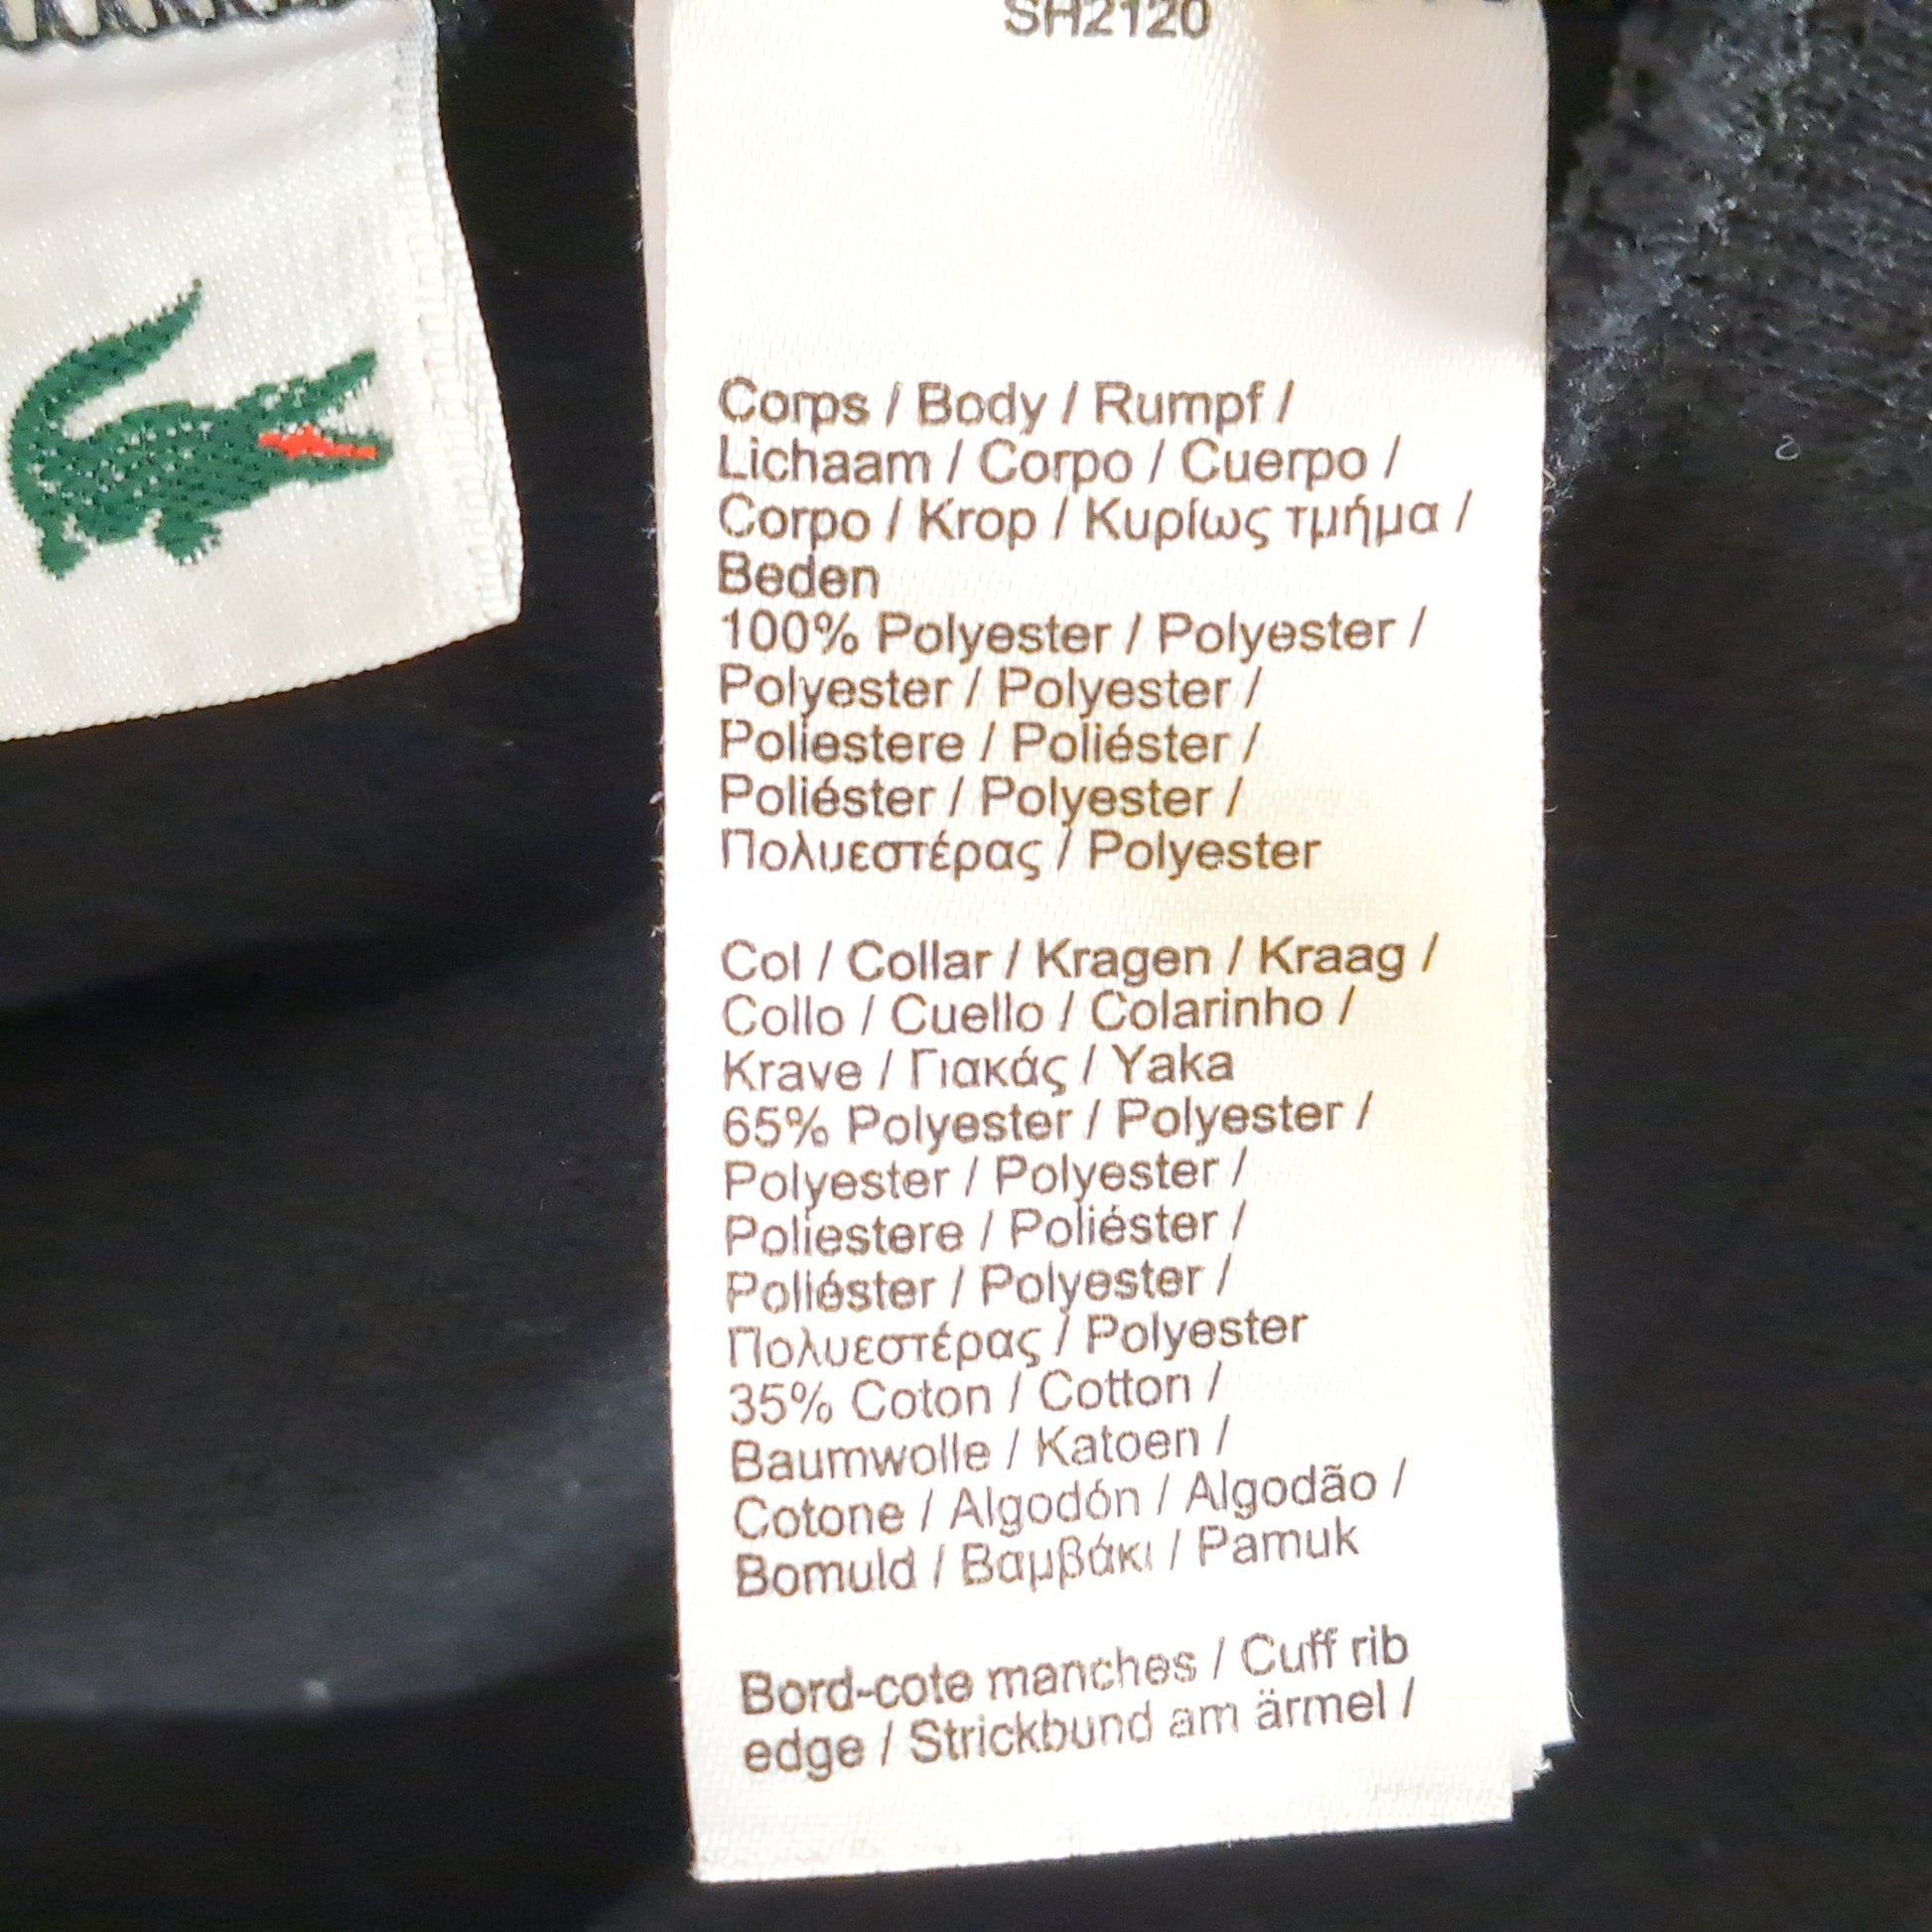 SH2120
Corps / Body / Rumpf /
Lichaam / Corpo / Cuerpo /
Corpo / Krop / Κυρίως τμήμα /
Beden
100% Polyester / Polyester /
Polyester / Polyester /
Poliestere / Poliéster /
Poliéster / Polyester /
Πολυεστέρας / Polyester
Col / Collar / Kragen / Kraag /
Collo / Cuello / Colarinho /
Krave / Γιακάς / Yaka
65% Polyester / Polyester /
Polyester / Polyester /
Poliestere / Poliéster /
Poliéster / Polyester /
Πολυεστέρας / Polyester
35% Coton / Cotton /
Baumwolle / Katoen /
Cotone / Algodón / Algodão /
Bomuld / Βαμβάκι / Pamuk
Bord-cote manches / Cuff rib
edge / Strickbund am ärmel /